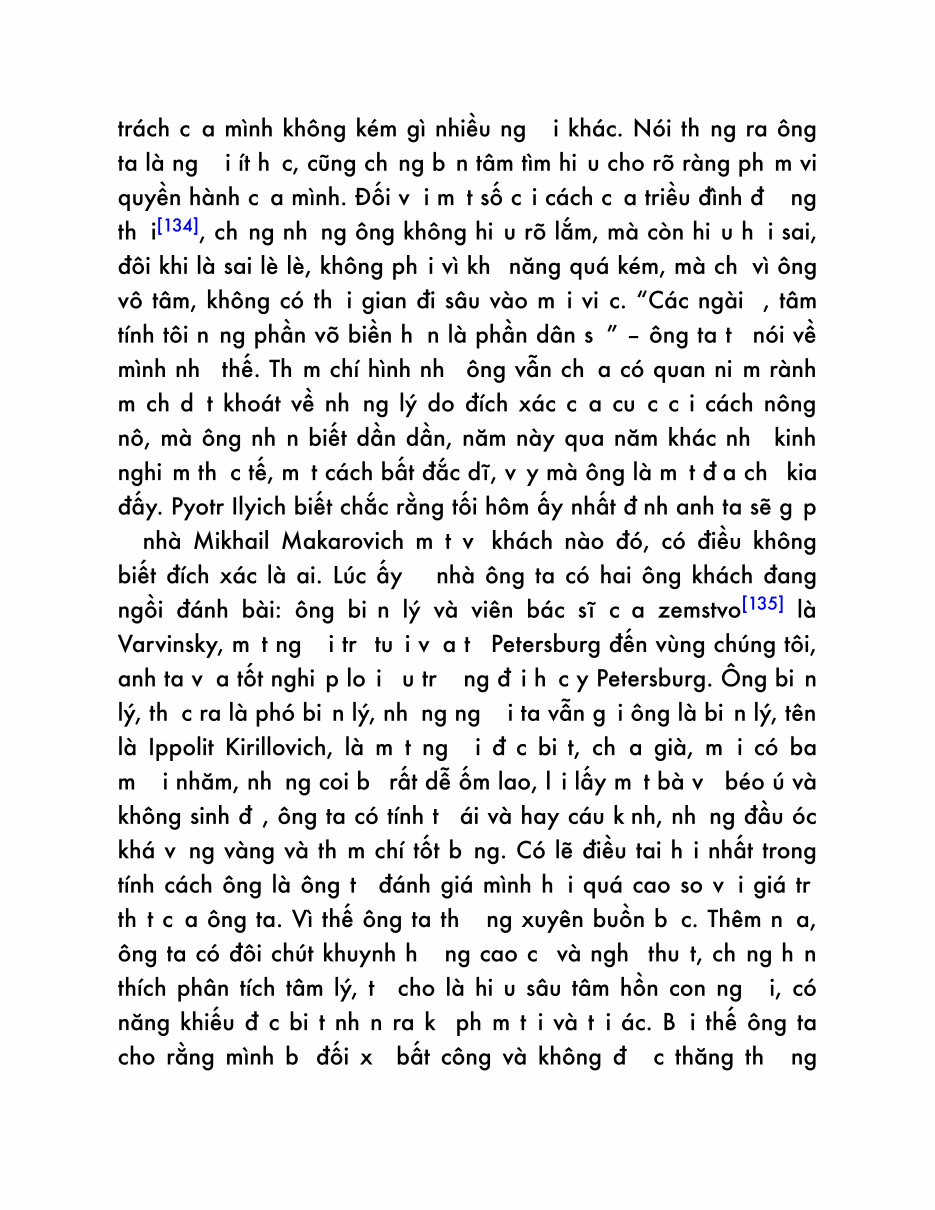 trách c a mình không kém gì nhiều ng i khác. Nói th ng ra ông
ta là ng i ít h c, cũng ch ng b n tâm tìm hi u cho rõ ràng ph m vi
quyền hành c a mình. Đối v i m t số c i cách c a triều đình đ ng
th i[134], ch ng nh ng ông không hi u rõ lắm, mà còn hi u h i sai,
đôi khi là sai lè lè, không ph i vì kh năng quá kém, mà ch vì ông
vô tâm, không có th i gian đi sâu vào m i vi c. “Các ngài , tâm
tính tôi n ng phần võ biền h n là phần dân s ” – ông ta t nói về
mình nh thế. Th m chí hình nh ông vẫn ch a có quan ni m rành
m ch d t khoát về nh ng lý do đích xác c a cu c c i cách nông
nô, mà ông nh n biết dần dần, năm này qua năm khác nh kinh
nghi m th c tế, m t cách bất đắc dĩ, v y mà ông là m t đ a ch kia
đấy. Pyotr Ilyich biết chắc rằng tối hôm ấy nhất đ nh anh ta sẽ g p
nhà Mikhail Makarovich m t v khách nào đó, có điều không
biết đích xác là ai. Lúc ấy nhà ông ta có hai ông khách đang
ngồi đánh bài: ông bi n lý và viên bác sĩ c a zemstvo[135] là
Varvinsky, m t ng i tr tu i v a t Petersburg đến vùng chúng tôi,
anh ta v a tốt nghi p lo i u tr ng đ i h c y Petersburg. Ông bi n
lý, th c ra là phó bi n lý, nh ng ng i ta vẫn g i ông là bi n lý, tên
là Ippolit Kirillovich, là m t ng i đ c bi t, ch a già, m i có ba
m i nhăm, nh ng coi b rất dễ ốm lao, l i lấy m t bà v béo ú và
không sinh đ , ông ta có tính t ái và hay cáu k nh, nh ng đầu óc
khá v ng vàng và th m chí tốt b ng. Có lẽ điều tai h i nhất trong
tính cách ông là ông t đánh giá mình h i quá cao so v i giá tr
th t c a ông ta. Vì thế ông ta th ng xuyên buồn b c. Thêm n a,
ông ta có đôi chút khuynh h ng cao c và ngh thu t, ch ng h n
thích phân tích tâm lý, t cho là hi u sâu tâm hồn con ng i, có
năng khiếu đ c bi t nh n ra k ph m t i và t i ác. B i thế ông ta
cho rằng mình b đối x bất công và không đ c thăng th ng